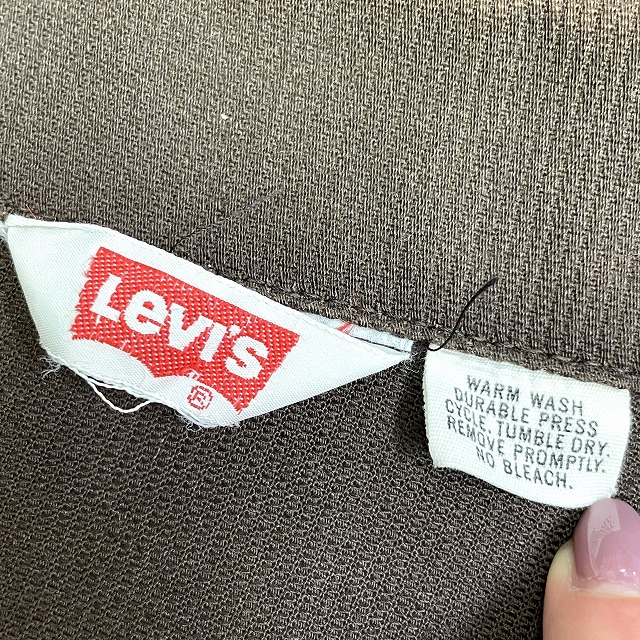 Levi's
®
WARM WASH
DURABLE PRESS
CYCLE. TUMBLE DRY.
REMOVE PROMPTLY.
NO BLEACH.